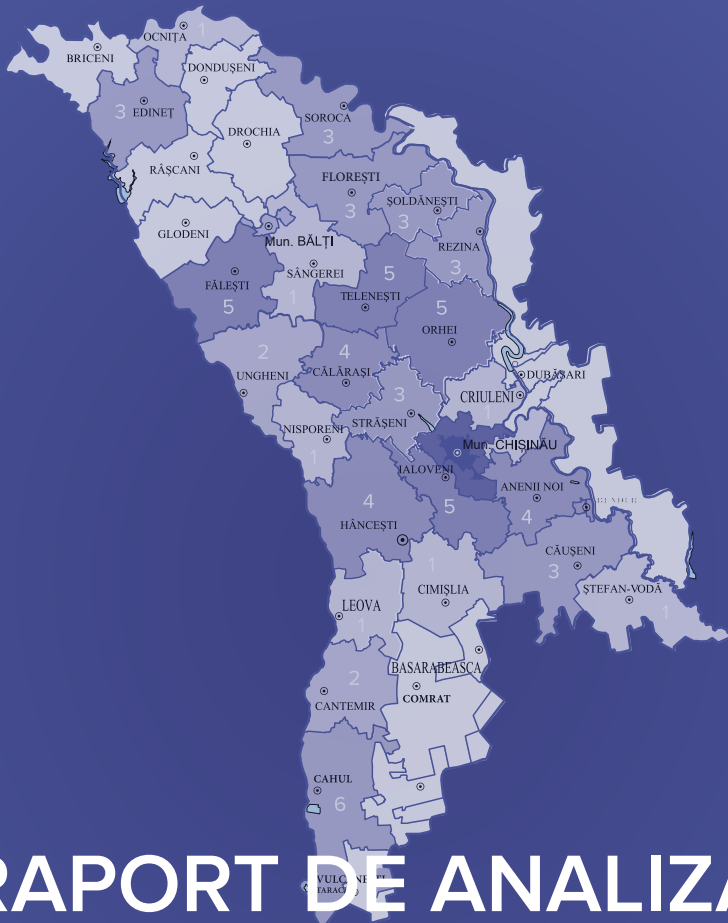 OCNIȚA 1
BRICENI
DONDUȘENI
3 EDINEȚ
SOROCA
3
DROCHIA
RÂȘCANI
FLOREȘTI
3
ȘOLDĂNEȘTI
3
GLODENI
Mun. BĂLȚI
REZINA
3
SÂNGEREI
1
FĂLEȘTI
5
5
TELENEȘTI
5
ORHEI
2
UNGHENI
4
CĂLĂRAȘI
DUBĂSARI
CRIULENI
1
3
STRĂȘENI
NISPORENI
1
Mun. CHIȘINĂU
IALOVENI
5
ANENII NOI
4
4
HÂNCEȘTI
CĂUȘENI
3
1
CIMIȘLIA
ȘTEFAN-VODĂ
1
LEOVA
1
BASARABEASCA
COMRAT
2
CANTEMIR
CAHUL
6
RAPORT DE ANALIZA